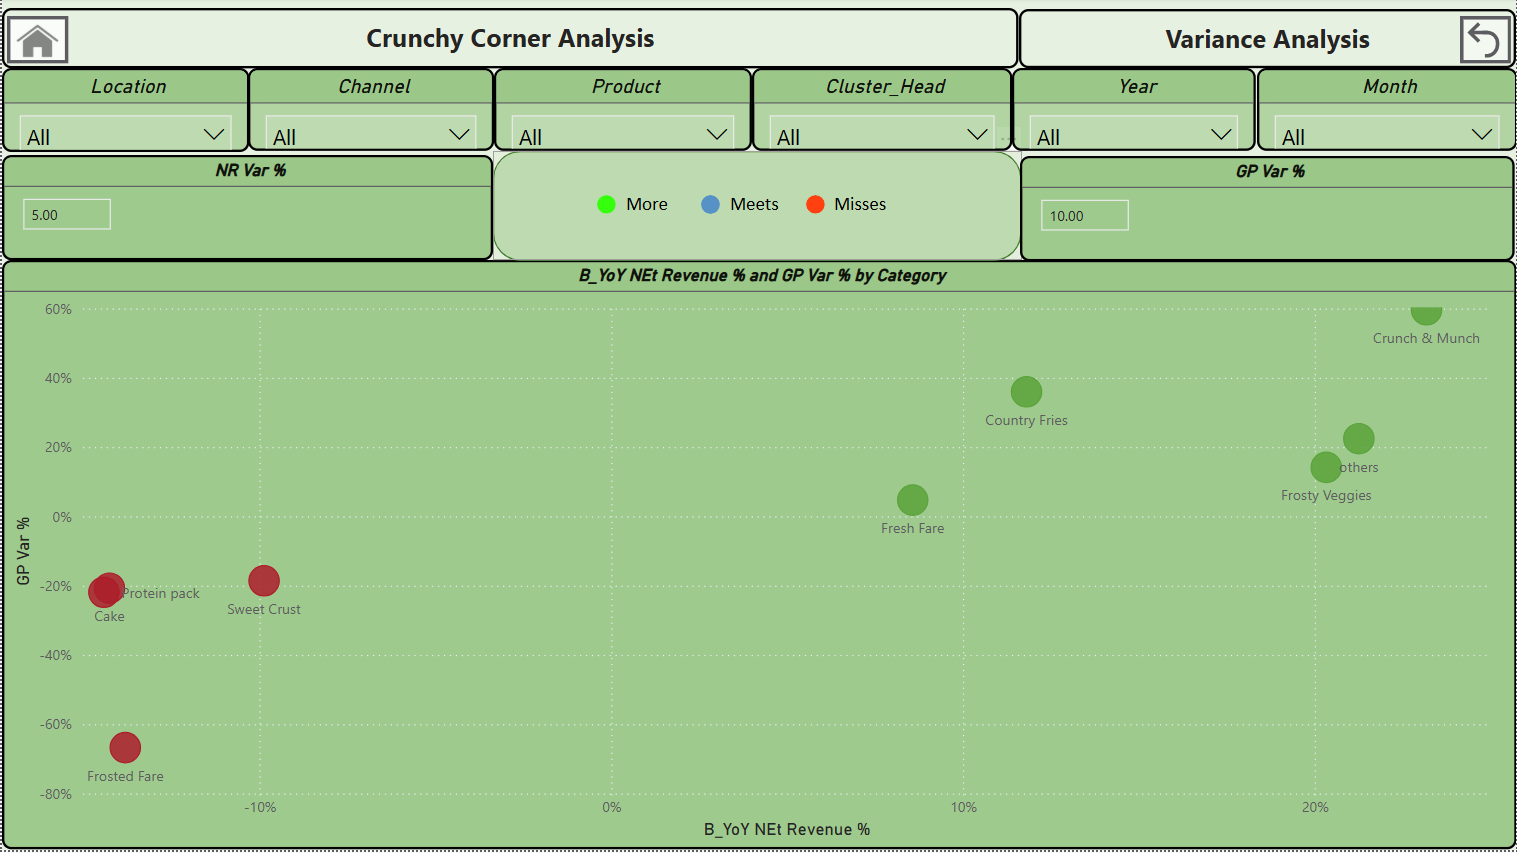 Crunchy Corner Analysis
Variance Analysis
Location
Channel
Product
Cluster_Head
Year
Month
All
All
All
All
All
All
NR Var %
5.00
More
Meets
Misses
GP Var %
10.00
B_YoY NEt Revenue % and GP Var % by Category
60%
40%
20%
0%
-20%
-40%
-60%
-80%
GP Var %
Crunch & Munch
Country Fries
others
Frosty Veggies
Fresh Fare
Protein pack
Cake
Sweet Crust
Frosted Fare
-10%
0%
10%
20%
B_YoY NEt Revenue %